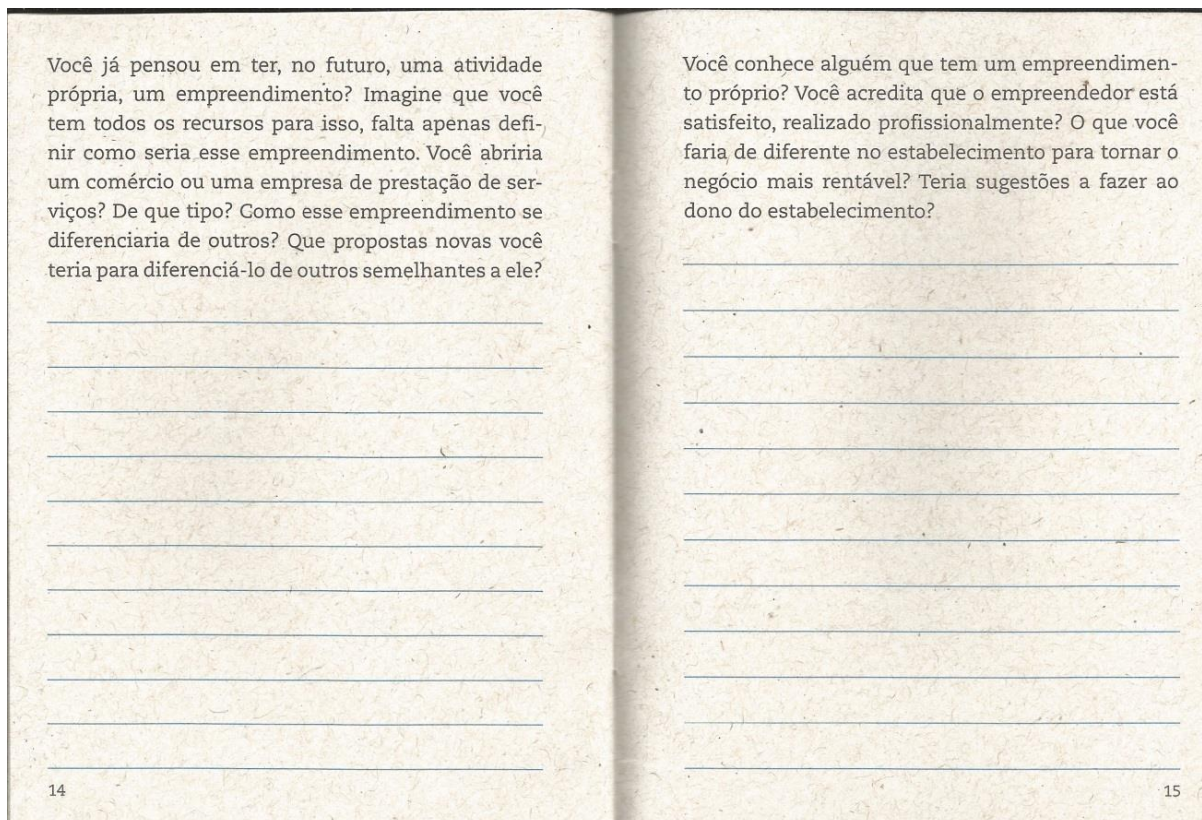 Você já pensou em ter, no futuro, uma atividade
própria, um empreendimento? Imagine que você
tem todos os recursos para isso, falta apenas defi-
nir como seria esse empreendimento. Você abriria
um comércio ou uma empresa de prestação de ser-
viços? De que tipo? Como esse empreendimento se
diferenciaria de outros? Que propostas novas você
teria para diferenciá-lo de outros semelhantes a ele?
14
Você conhece alguém que tem um empreendimen-
to próprio? Você acredita que o empreendedor está
satisfeito, realizado profissionalmente? O que você
faria de diferente no estabelecimento para tornar o
negócio mais rentável? Teria sugestões a fazer ao
dono do estabelecimento?
15